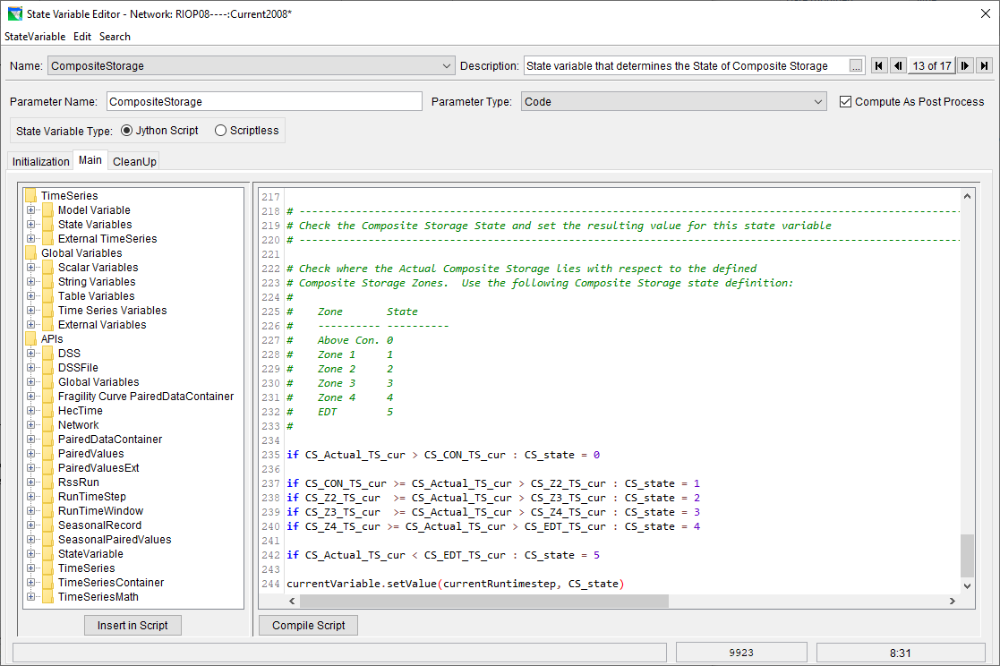 State Variable Editor - Network: RIOP08----:Current2008*
StateVariable Edit Search
Name: CompositeStorage Description: State variable that determines the State of Composite Storage ... 13 of 17
Parameter Name: CompositeStorage Parameter Type: Code Compute As Post Process
State Variable Type: Jython Script Scriptless
Initialization Main CleanUp
TimeSeries
Model Variable
State Variables
External TimeSeries
Global Variables
Scalar Variables
String Variables
Table Variables
Time Series Variables
External Variables
APIs
DSS
DSSFile
Global Variables
Fragility Curve PairedDataContainer
HecTime
Network
PairedDataContainer
PairedValues
PairedValuesExt
RssRun
RunTimeStep
RunTimeWindow
SeasonalRecord
SeasonalPairedValues
StateVariable
TimeSeries
TimeSeriesContainer
TimeSeriesMath
Insert in Script
217
218 # -----------------------------------------------------------------------------------------------------------
219 # Check the Composite Storage State and set the resulting value for this state variable
220 # -----------------------------------------------------------------------------------------------------------
221
222 # Check where the Actual Composite Storage lies with respect to the defined
223 # Composite Storage Zones.  Use the following Composite Storage state definition:
224 #
225 #    Zone       State
226 #    ---------- ----------
227 #    Above Con. 0
228 #    Zone 1     1
229 #    Zone 2     2
230 #    Zone 3     3
231 #    Zone 4     4
232 #    EDT        5
233 #
234
235 if CS_Actual_TS_cur > CS_CON_TS_cur : CS_state = 0
236
237 if CS_CON_TS_cur >= CS_Actual_TS_cur > CS_Z2_TS_cur : CS_state = 1
238 if CS_Z2_TS_cur  >= CS_Actual_TS_cur > CS_Z3_TS_cur : CS_state = 2
239 if CS_Z3_TS_cur  >= CS_Actual_TS_cur > CS_Z4_TS_cur : CS_state = 3
240 if CS_Z4_TS_cur >= CS_Actual_TS_cur > CS_EDT_TS_cur : CS_state = 4
241
242 if CS_Actual_TS_cur < CS_EDT_TS_cur : CS_state = 5
243
244 currentVariable.setValue(currentRuntimestep, CS_state)
Compile Script
9923 8:31